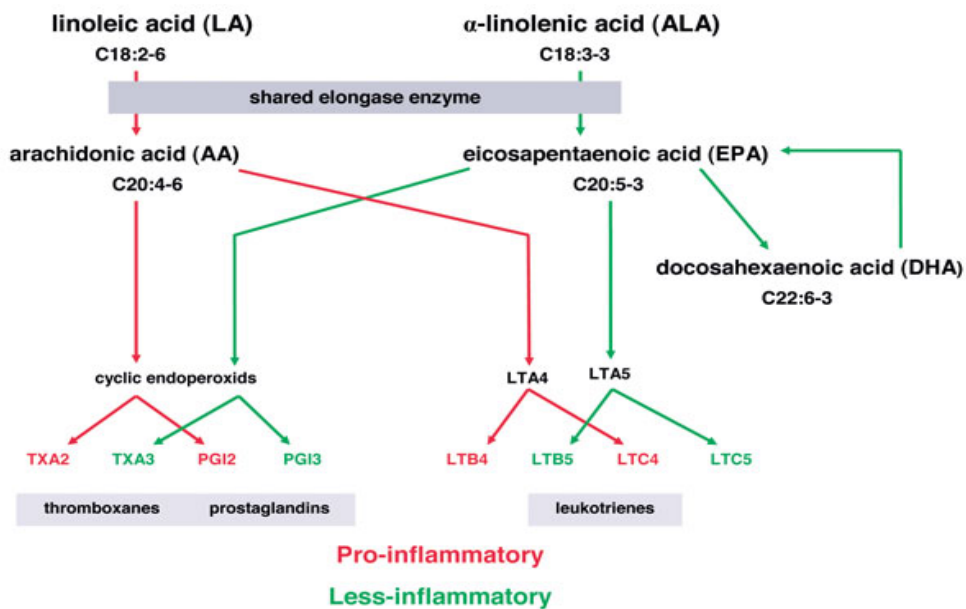 linoleic acid (LA)
α-linolenic acid (ALA)
C18:2-6
C18:3-3
shared elongase enzyme
arachidonic acid (AA)
eicosapentaenoic acid (EPA)
C20:4-6
C20:5-3
docosahexaenoic acid (DHA)
C22:6-3
cyclic endoperoxids
LTA4
LTA5
TXA2
TXA3
PGI2
PGI3
LTB4
LTB5
LTC4
LTC5
thromboxanes
prostaglandins
leukotrienes
Pro-inflammatory
Less-inflammatory